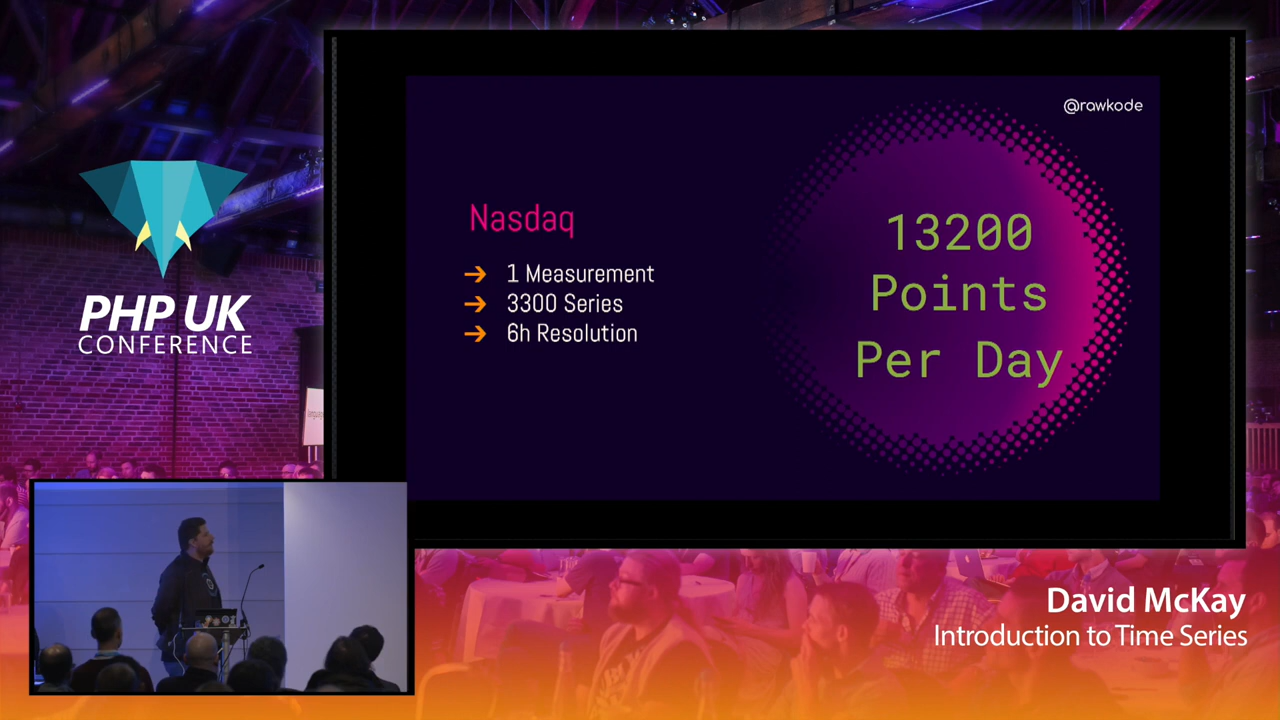 @rawkode
Nasdaq
➔ 1 Measurement
➔ 3300 Series
➔ 6h Resolution
13200
Points
Per Day
PHP UK
CONFERENCE
David McKay
Introduction to Time Series